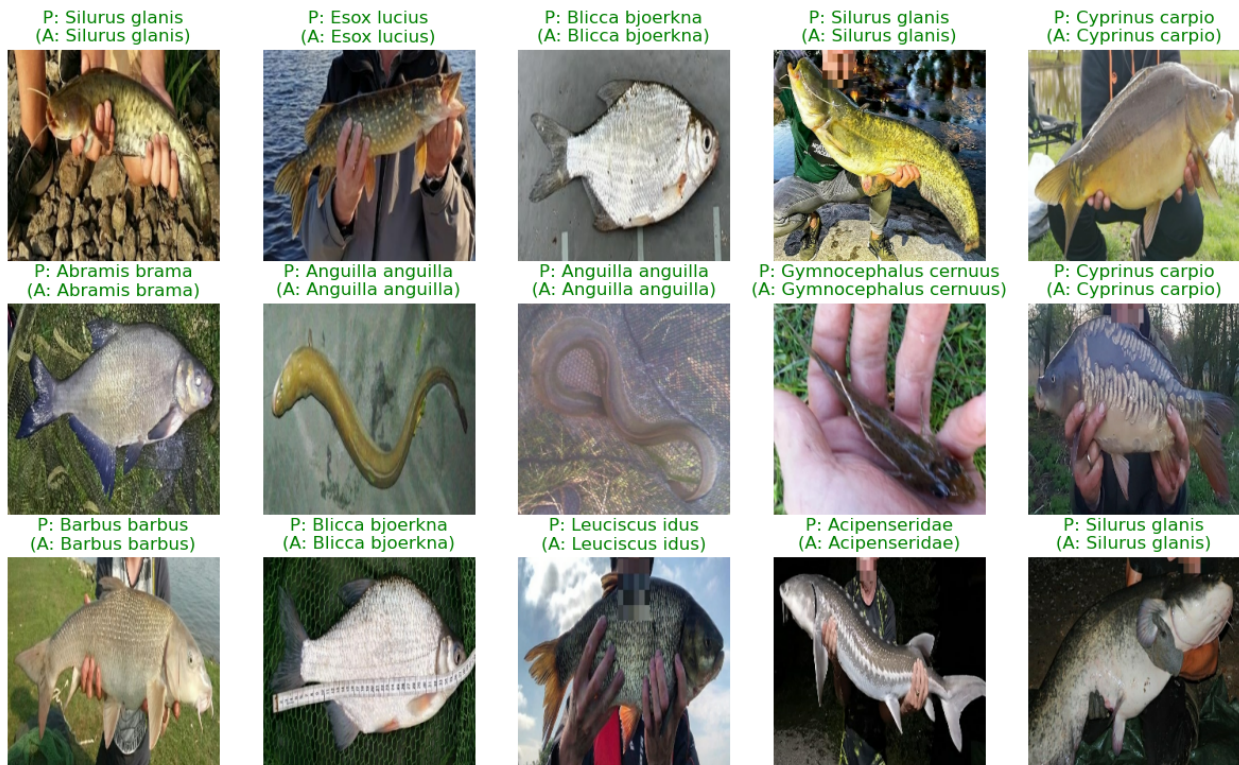 P: Silurus glanis
(A: Silurus glanis)
P: Esox lucius
(A: Esox lucius)
P: Blicca bjoerkna
(A: Blicca bjoerkna)
P: Silurus glanis
(A: Silurus glanis)
P: Cyprinus carpio
(A: Cyprinus carpio)
P: Abramis brama
(A: Abramis brama)
P: Anguilla anguilla
(A: Anguilla anguilla)
P: Anguilla anguilla
(A: Anguilla anguilla)
P: Gymnocephalus cernuus
(A: Gymnocephalus cernuus)
P: Cyprinus carpio
(A: Cyprinus carpio)
P: Barbus barbus
(A: Barbus barbus)
P: Blicca bjoerkna
(A: Blicca bjoerkna)
P: Leuciscus idus
(A: Leuciscus idus)
P: Acipenseridae
(A: Acipenseridae)
P: Silurus glanis
(A: Silurus glanis)